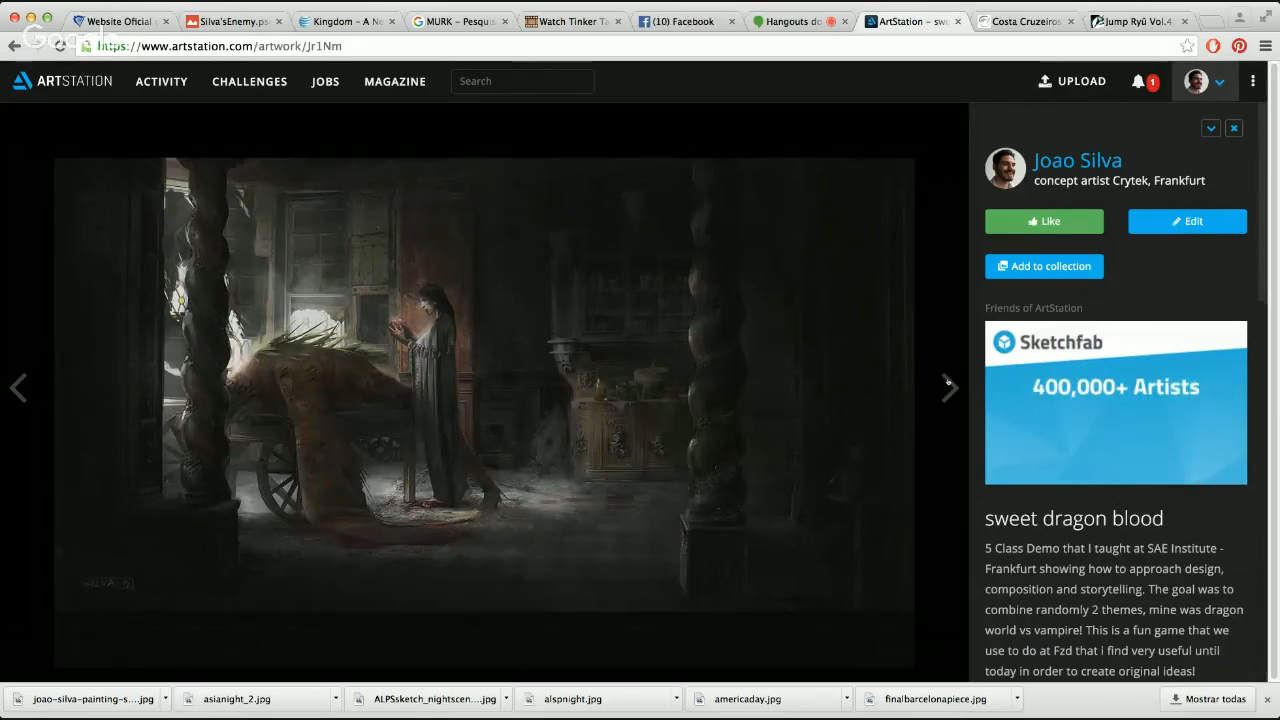 Website Oficial
Silva'sEnemy.ps
Kingdom – A Ne
MURK – Pesqui
Watch Tinker Ta
(10) Facebook
Hangouts do
ArtStation – sw
Costa Cruzeiros
Jump Ryû Vol.4
Google
https://www.artstation.com/artwork/Jr1Nm
ARTSTATION
ACTIVITY
CHALLENGES
JOBS
MAGAZINE
Search
UPLOAD
1
Joao Silva
concept artist Crytek, Frankfurt
Like
Edit
Add to collection
Friends of ArtStation
Sketchfab
400,000+ Artists
sweet dragon blood
5 Class Demo that I taught at SAE Institute -
Frankfurt showing how to approach design,
composition and storytelling. The goal was to
combine randomly 2 themes, mine was dragon
world vs vampire! This is a fun game that we
use to do at Fzd that i find very useful until
today in order to create original ideas!
joao-silva-painting-s....jpg
asianight_2.jpg
ALPSsketch_nightscen....jpg
alspnight.jpg
americaday.jpg
finalbarcelonapiece.jpg
Mostrar todas